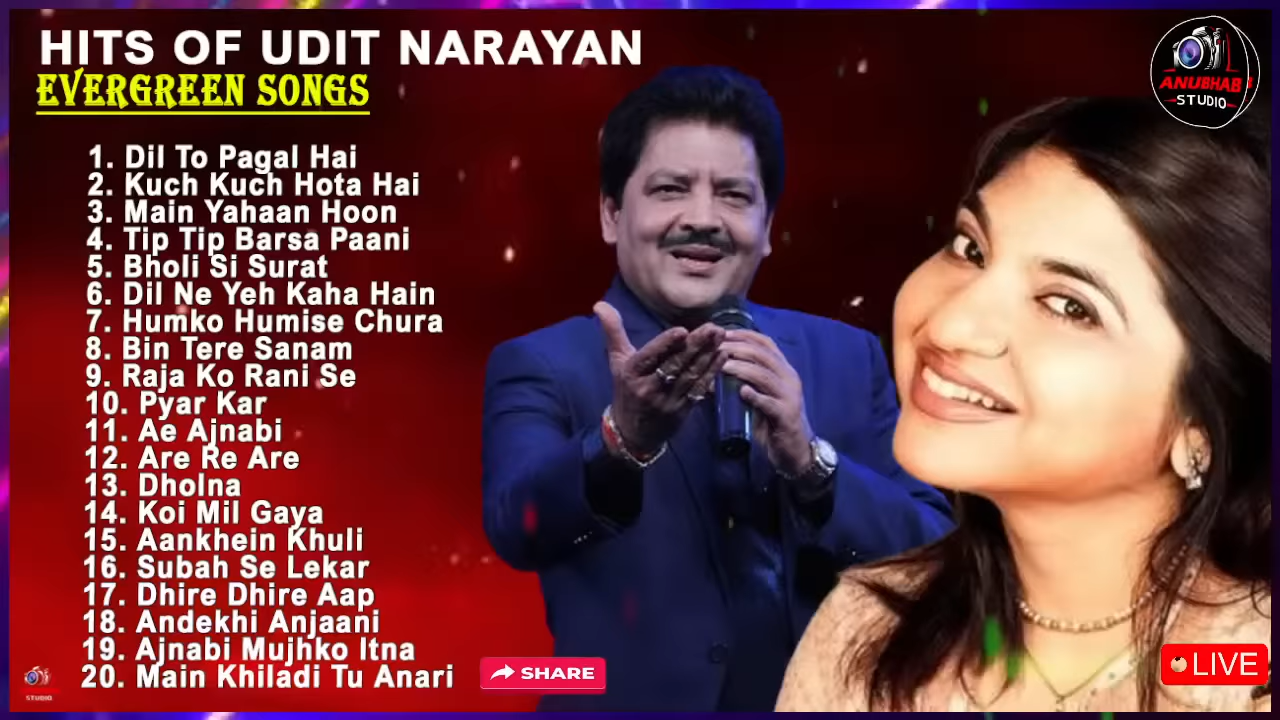 HITS OF UDIT NARAYAN
EVERGREEN SONGS
ANUBHAB
STUDIO
1. Dil To Pagal Hai
2. Kuch Kuch Hota Hai
3. Main Yahaan Hoon
4. Tip Tip Barsa Paani
5. Bholi Si Surat
6. Dil Ne Yeh Kaha Hain
7. Humko Humise Chura
8. Bin Tere Sanam
9. Raja Ko Rani Se
10. Pyar Kar
11. Ae Ajnabi
12. Are Re Are
13. Dholna
14. Koi Mil Gaya
15. Aankhein Khuli
16. Subah Se Lekar
17. Dhire Dhire Aap
18. Andekhi Anjaani
19. Ajnabi Mujhko Itna
20. Main Khiladi Tu Anari
SHARE
LIVE
STUDIO